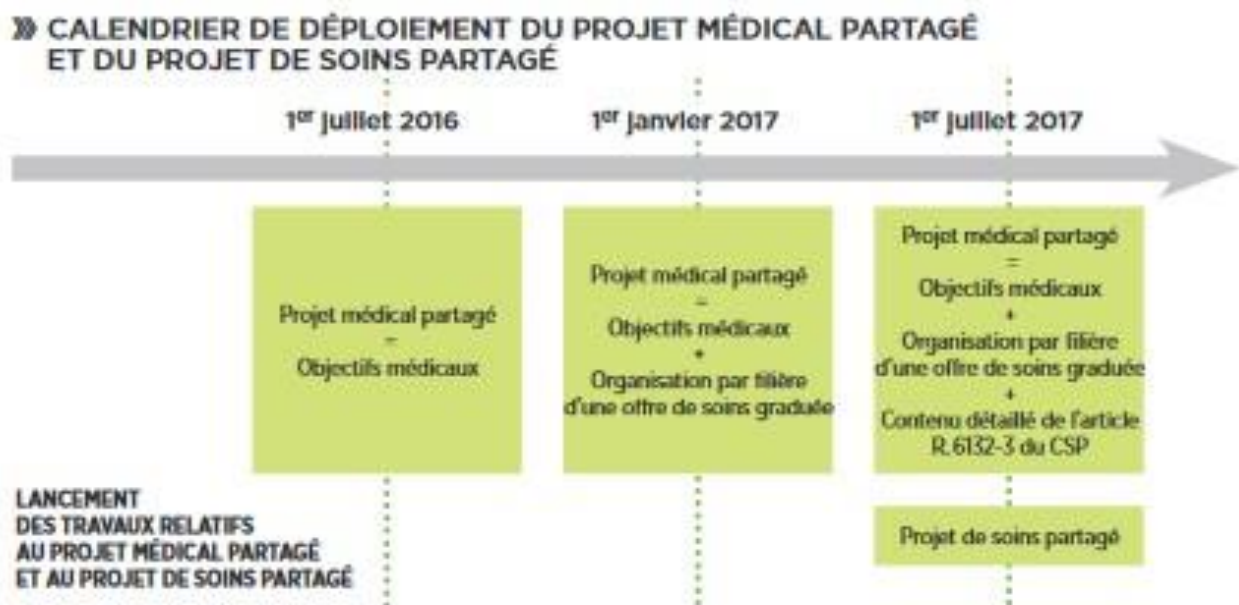 » CALENDRIER DE DÉPLOIEMENT DU PROJET MÉDICAL PARTAGÉ
ET DU PROJET DE SOINS PARTAGÉ
1er juillet 2016
1er janvier 2017
1er juillet 2017
Projet médical partagé
=
Objectifs médicaux
Projet médical partagé
=
Objectifs médicaux
+
Organisation par filière
d'une offre de soins graduée
Projet médical partagé
=
Objectifs médicaux
+
Organisation par filière
d'une offre de soins graduée
+
Contenu détaillé de l'article
R.6132-3 du CSP
LANCEMENT
DES TRAVAUX RELATIFS
AU PROJET MÉDICAL PARTAGÉ
ET AU PROJET DE SOINS PARTAGÉ
Projet de soins partagé